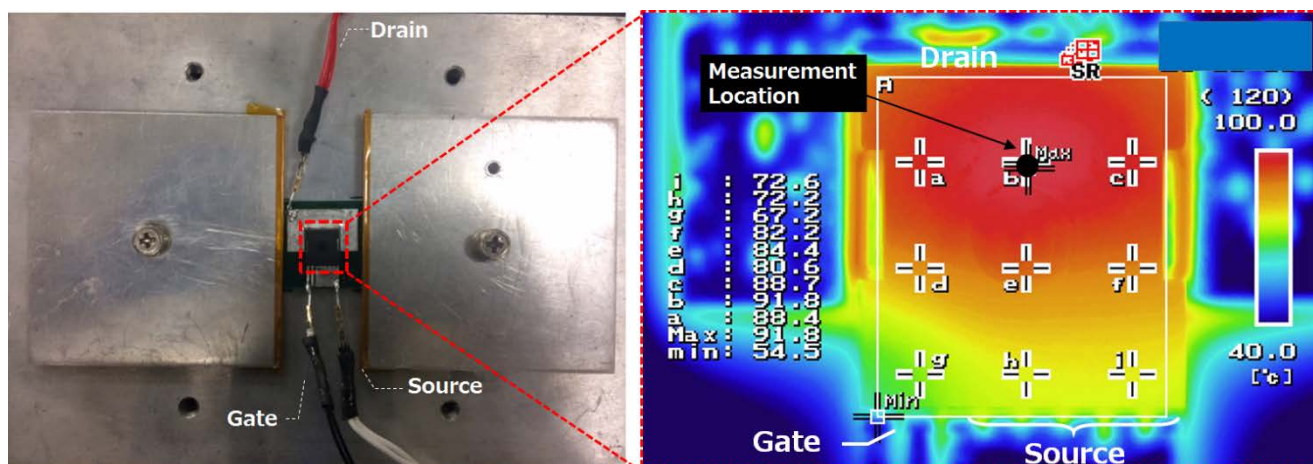 Drain
Gate
Source
Drain
SR
Measurement
Location
A
Max
a
b
c
d
e
f
g
h
i
Min
Gate
Source
i : 72.6
h : 72.2
g : 67.2
f : 82.2
e : 84.4
d : 80.6
c : 88.7
b : 91.8
a : 88.4
Max : 91.8
min : 54.5
( 120)
100.0
40.0
[℃]